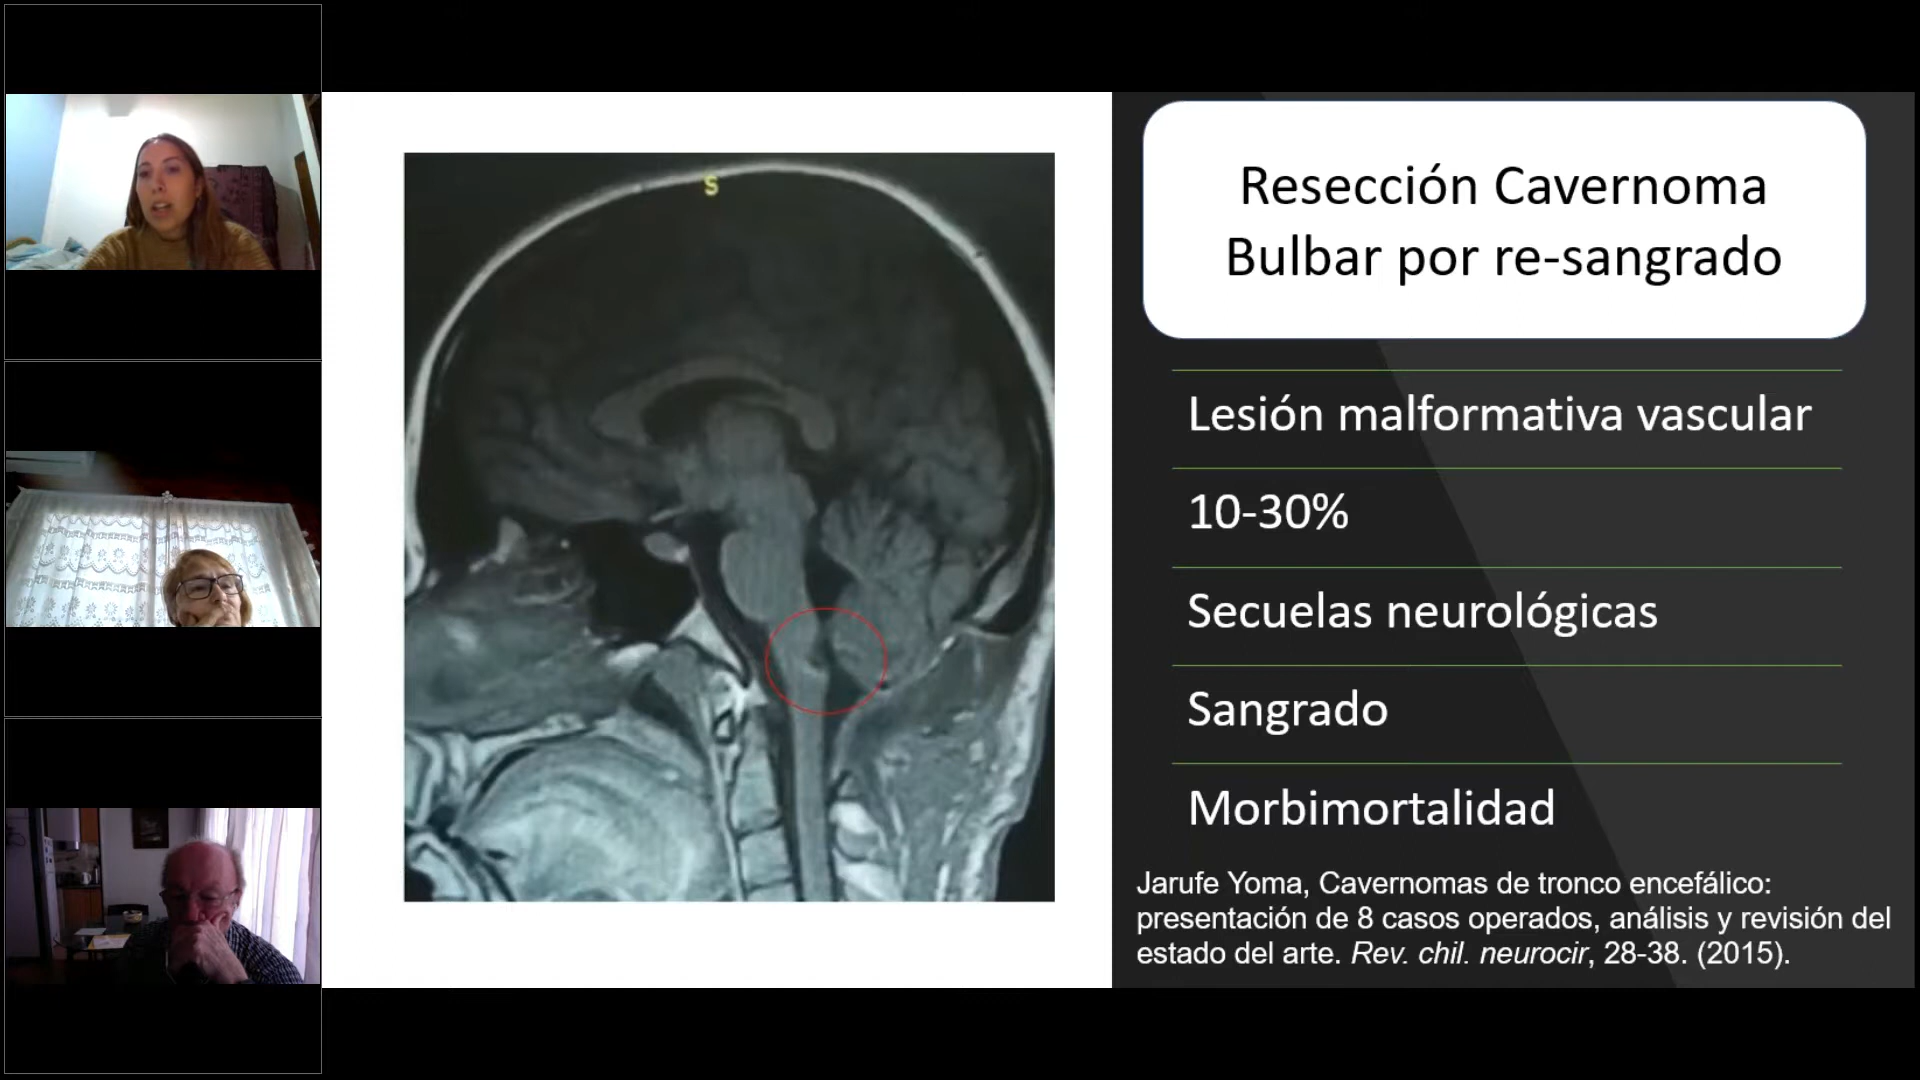 S
Resección Cavernoma
Bulbar por re-sangrado
Lesión malformativa vascular
10-30%
Secuelas neurológicas
Sangrado
Morbimortalidad
Jarufe Yoma, Cavernomas de tronco encefálico:
presentación de 8 casos operados, análisis y revisión del
estado del arte. Rev. chil. neurocir, 28-38. (2015).